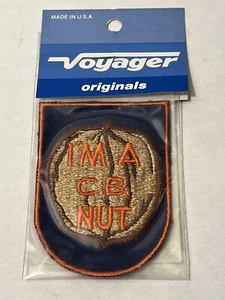 MADE IN U.S.A.
Voyager
originals
IM A
C.B.
NUT